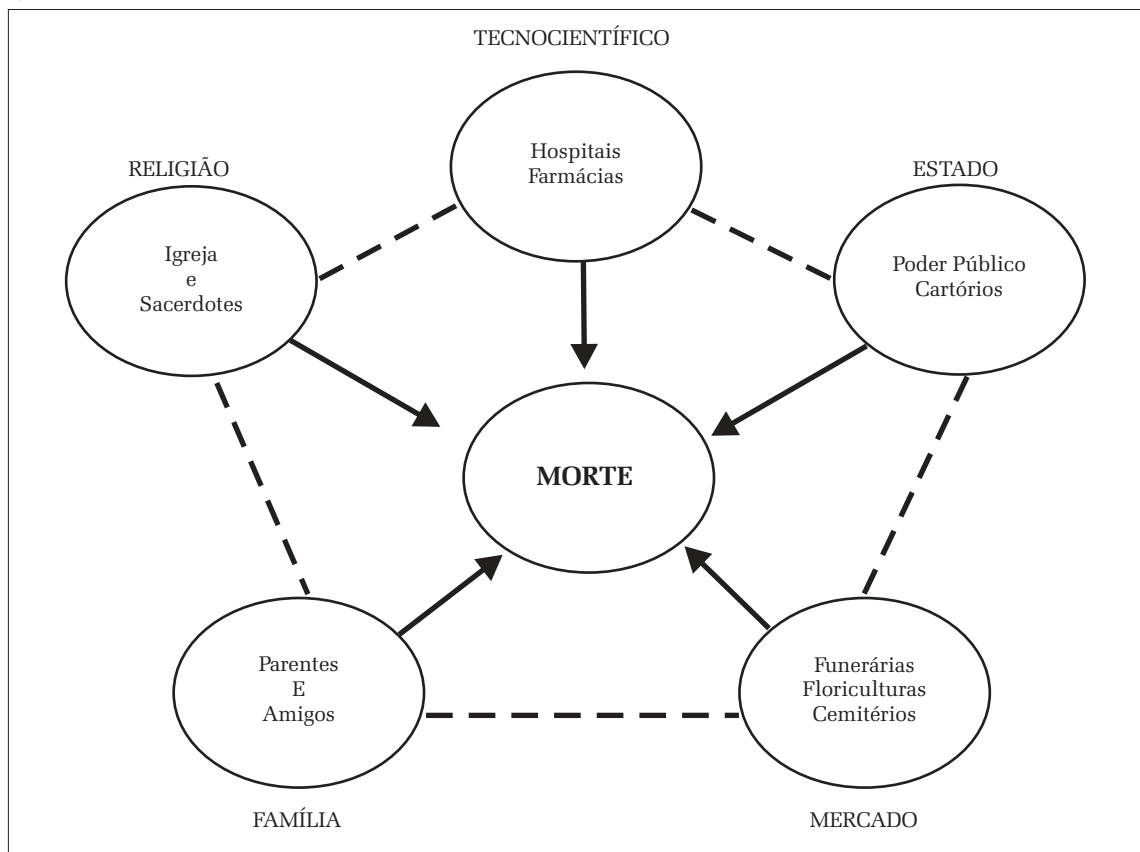 TECNOCIENTÍFICO
Hospitais
Farmácias
RELIGIÃO
Igreja
e
Sacerdotes
ESTADO
Poder Público
Cartórios
MORTE
Parentes
E
Amigos
FAMÍLIA
Funerárias
Floriculturas
Cemitérios
MERCADO